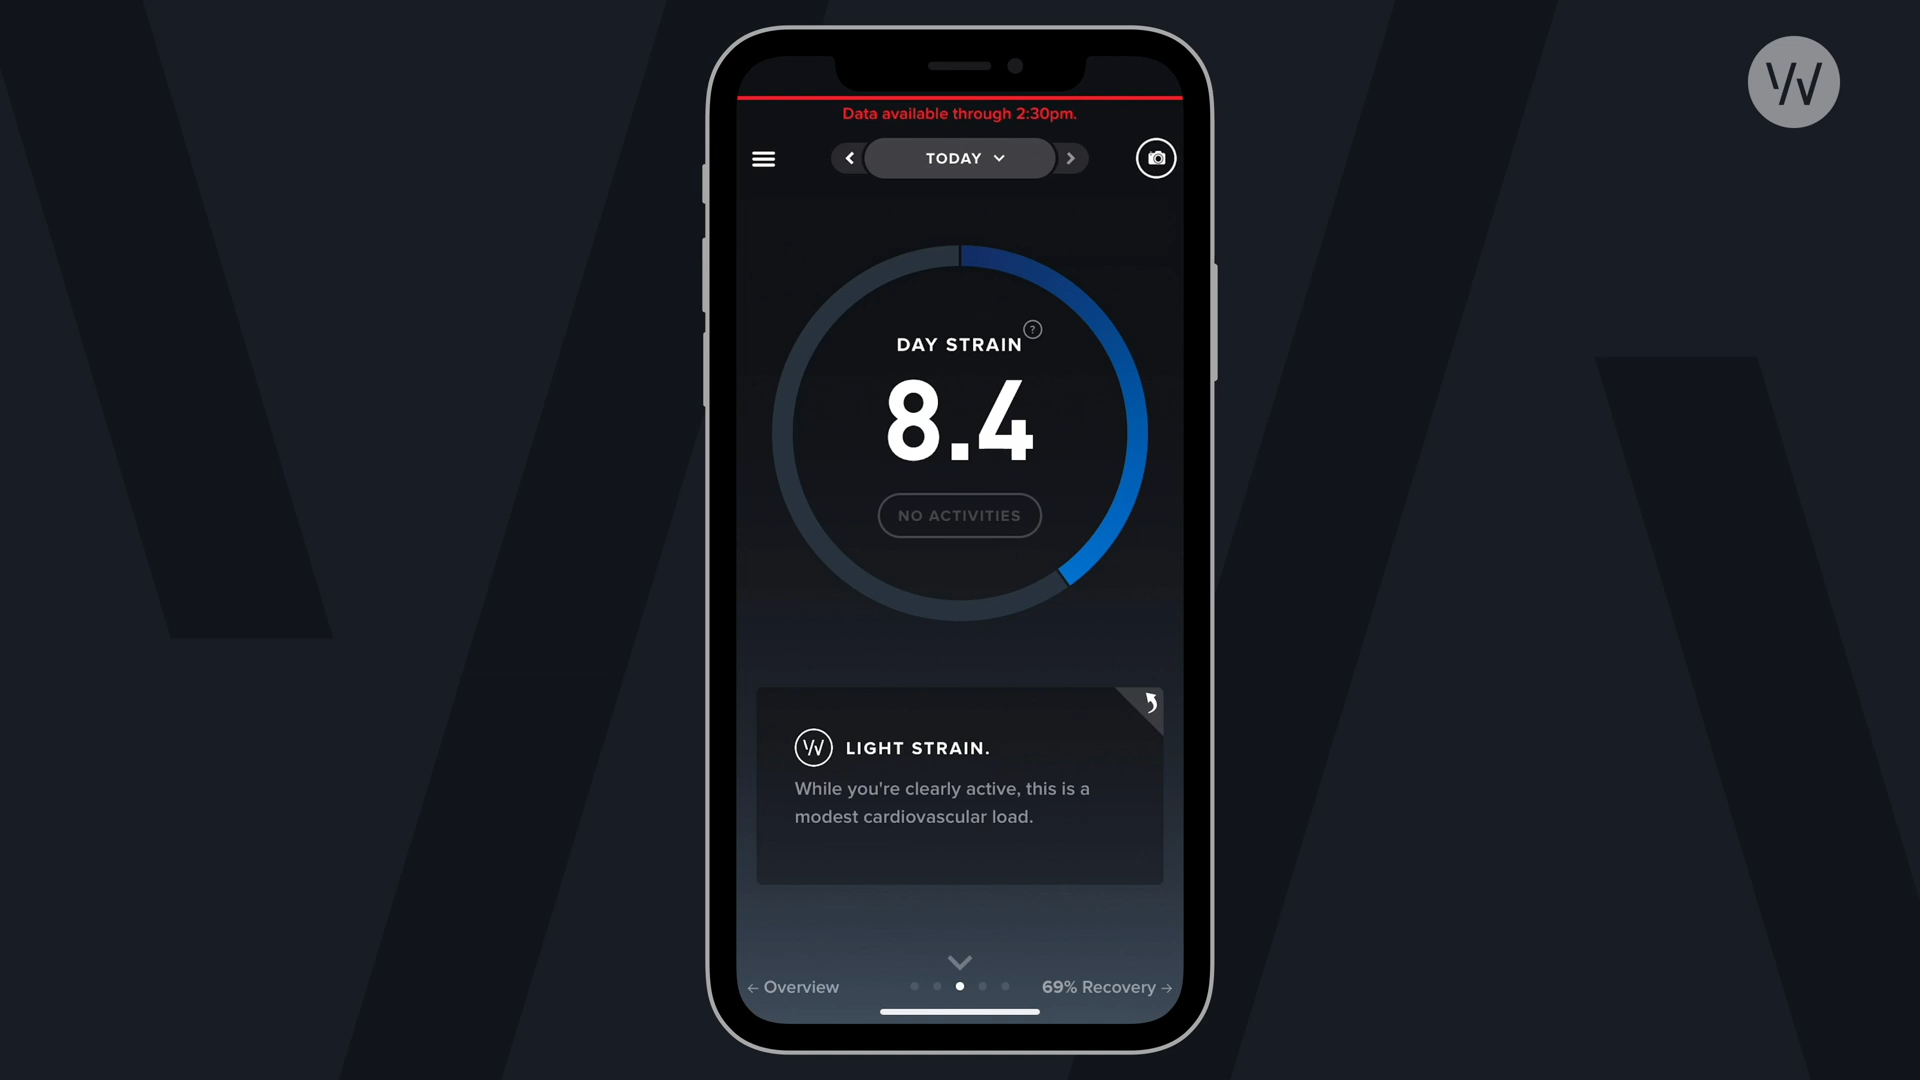 Data available through 2:30pm.
TODAY
DAY STRAIN
?
8.4
NO ACTIVITIES
LIGHT STRAIN.
While you're clearly active, this is a
modest cardiovascular load.
← Overview
69% Recovery →